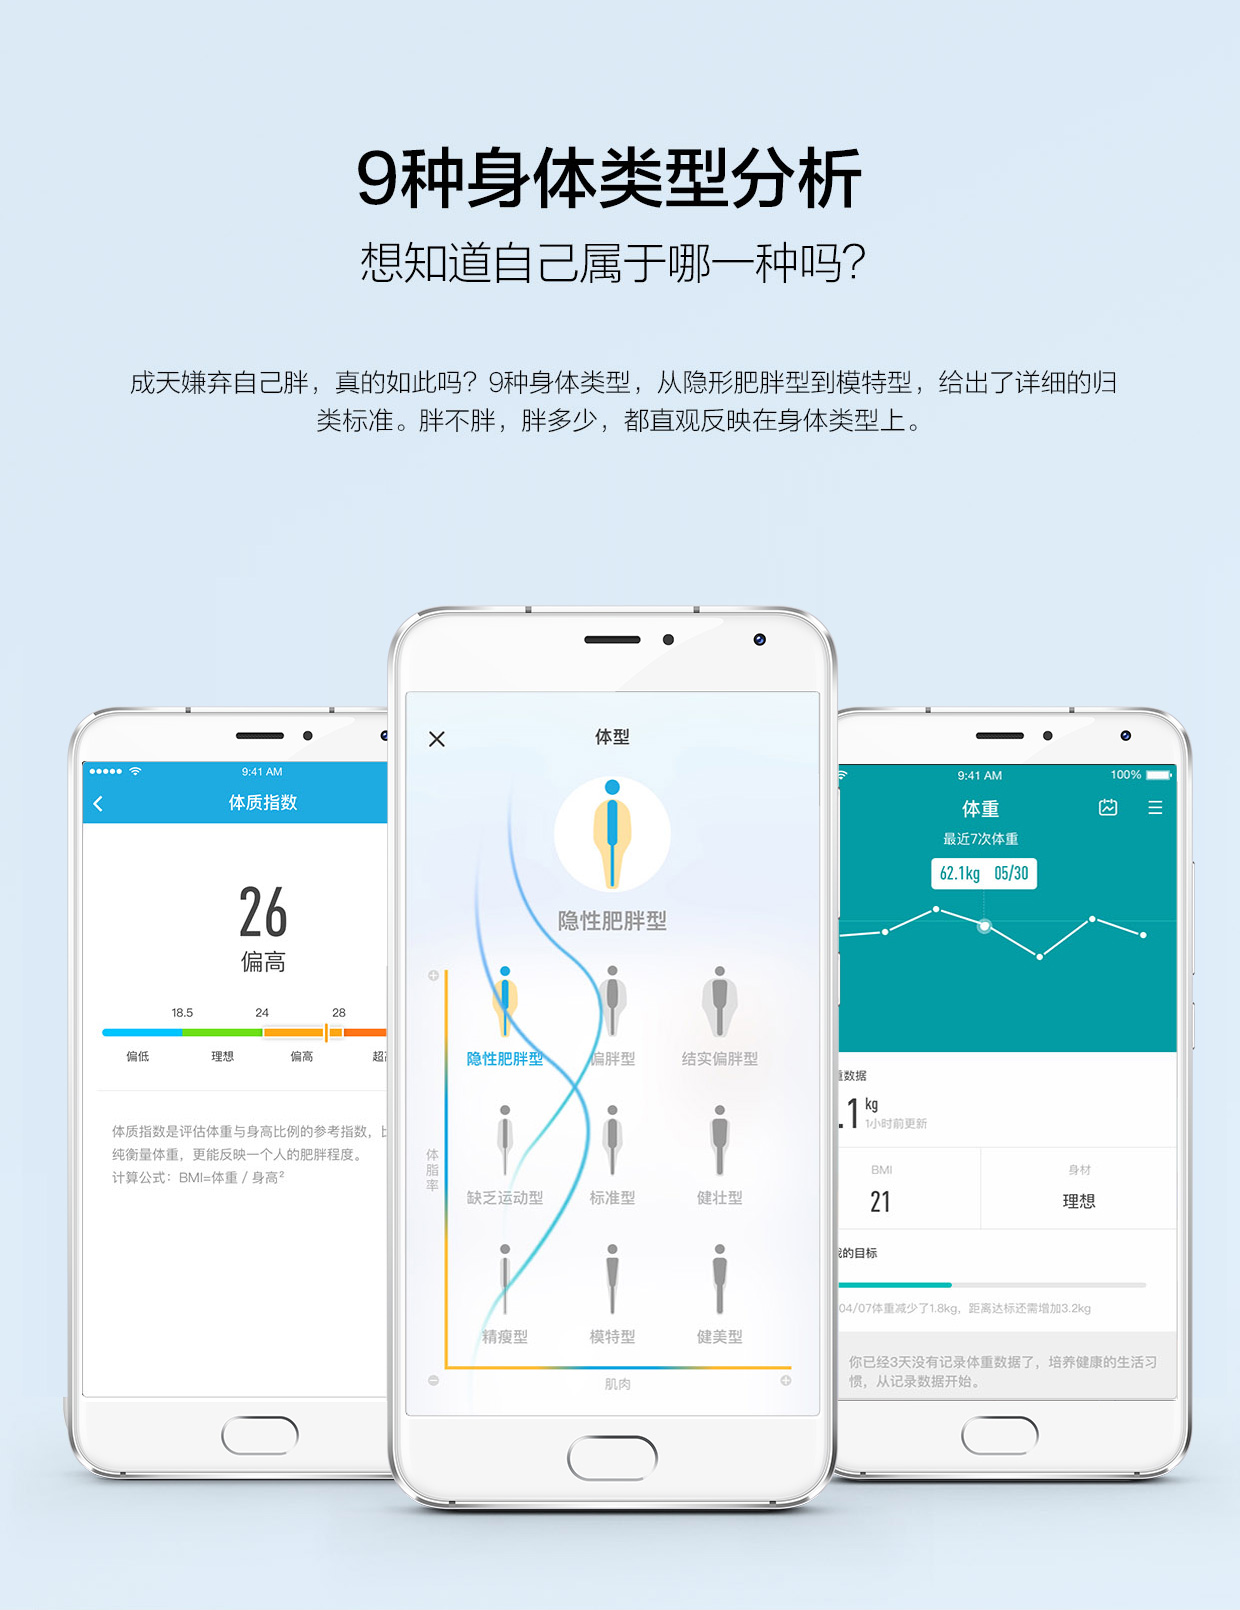 9种身体类型分析
想知道自己属于哪一种吗？
成天嫌弃自己胖，真的如此吗？9种身体类型，从隐形肥胖型到模特型，给出了详细的归
类标准。胖不胖，胖多少，都直观反映在身体类型上。
9:41 AM
体质指数
26
偏高
18.5 24 28
偏低 理想 偏高 超
体质指数是评估体重与身高比例的参考指数，
纯衡量体重，更能反映一个人的肥胖程度。
计算公式：BMI=体重 / 身高²
体型
隐性肥胖型
隐性肥胖型 偏胖型 结实偏胖型
体脂率
缺乏运动型 标准型 健壮型
精瘦型 模特型 健美型
肌肉
9:41 AM 100%
体重
最近7次体重
62.1kg 05/30
重数据
.1 kg
1小时前更新
BMI 身材
21 理想
我的目标
04/07体重减少了1.8kg，距离达标还需增加3.2kg
你已经3天没有记录体重数据了，培养健康的生活习
惯，从记录数据开始。